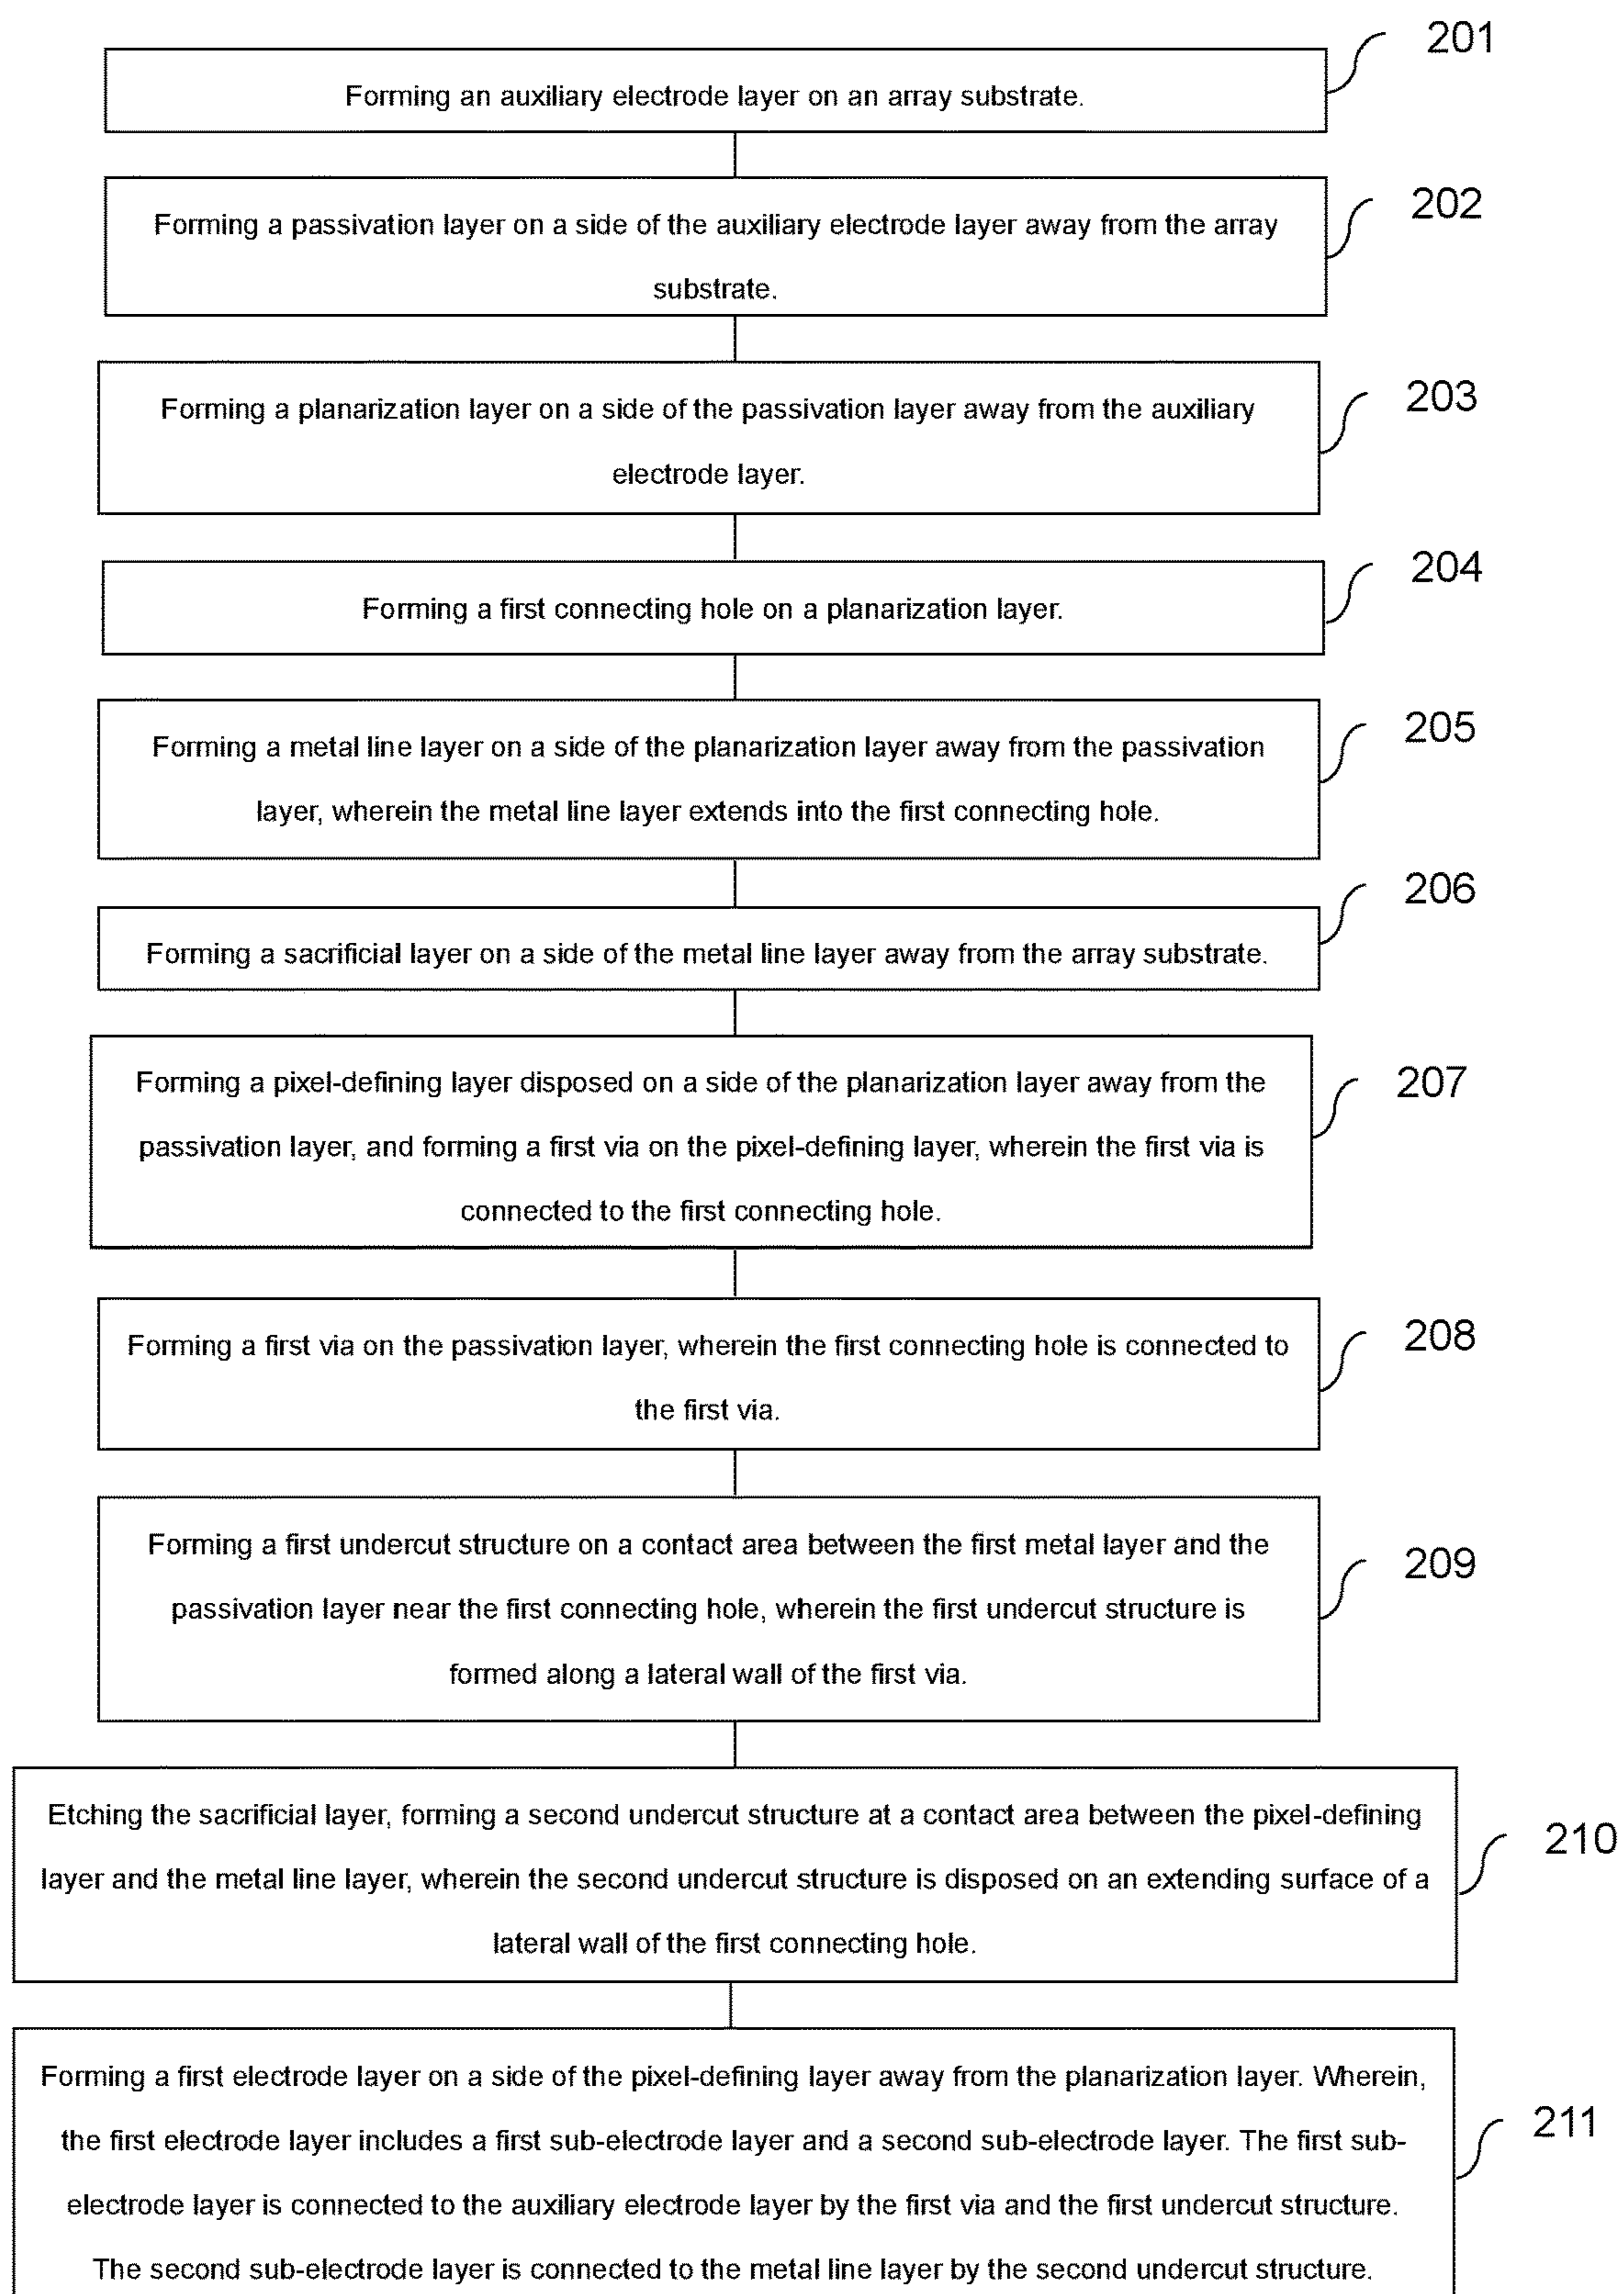 201
Forming an auxiliary electrode layer on an array substrate.
202
Forming a passivation layer on a side of the auxiliary electrode layer away from the array
substrate.
203
Forming a planarization layer on a side of the passivation layer away from the auxiliary
electrode layer.
204
Forming a first connecting hole on a planarization layer.
205
Forming a metal line layer on a side of the planarization layer away from the passivation
layer, wherein the metal line layer extends into the first connecting hole.
206
Forming a sacrificial layer on a side of the metal line layer away from the array substrate.
207
Forming a pixel-defining layer disposed on a side of the planarization layer away from the
passivation layer, and forming a first via on the pixel-defining layer, wherein the first via is
connected to the first connecting hole.
208
Forming a first via on the passivation layer, wherein the first connecting hole is connected to
the first via.
209
Forming a first undercut structure on a contact area between the first metal layer and the
passivation layer near the first connecting hole, wherein the first undercut structure is
formed along a lateral wall of the first via.
210
Etching the sacrificial layer, forming a second undercut structure at a contact area between the pixel-defining
layer and the metal line layer, wherein the second undercut structure is disposed on an extending surface of a
lateral wall of the first connecting hole.
211
Forming a first electrode layer on a side of the pixel-defining layer away from the planarization layer. Wherein,
the first electrode layer includes a first sub-electrode layer and a second sub-electrode layer. The first sub-
electrode layer is connected to the auxiliary electrode layer by the first via and the first undercut structure.
The second sub-electrode layer is connected to the metal line layer by the second undercut structure.